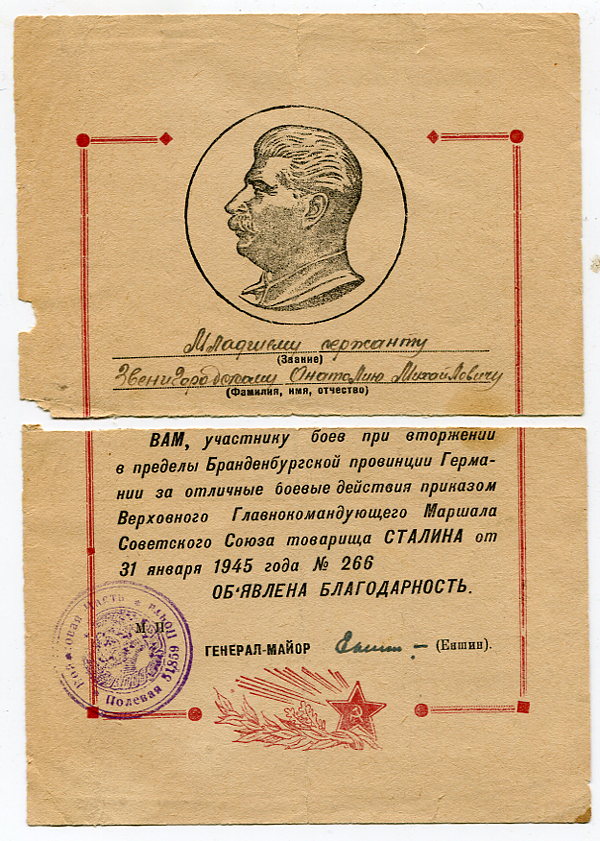 Младшему сержанту
(Звание)
Звенигородскому Анатолию Михайловичу
(Фамилия, имя, отчество)
ВАМ, участнику боев при вторжении
в пределы Бранденбургской провинции Герма-
нии за отличные боевые действия приказом
Верховного Главнокомандующего Маршала
Советского Союза товарища СТАЛИНА от
31 января 1945 года № 266
ОБ'ЯВЛЕНА БЛАГОДАРНОСТЬ.
М. П.
ГЕНЕРАЛ-МАЙОР (Еншин).
Полевая 51859